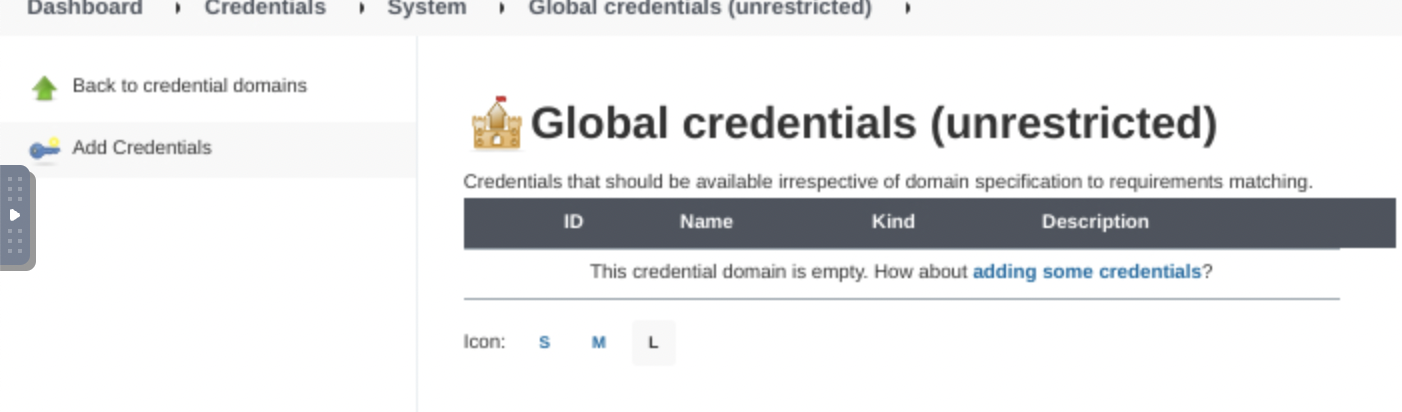 Dashboard Credentials System Global credentials (unrestricted)
Back to credential domains
Add Credentials
Global credentials (unrestricted)
Credentials that should be available irrespective of domain specification to requirements matching.
ID Name Kind Description
This credential domain is empty. How about adding some credentials?
Icon: S M L